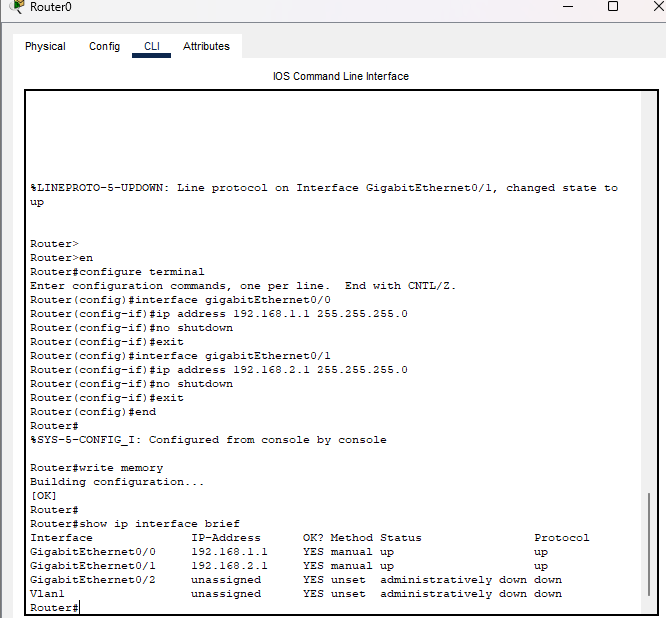 Router0
Physical Config CLI Attributes
IOS Command Line Interface
%LINEPROTO-5-UPDOWN: Line protocol on Interface GigabitEthernet0/1, changed state to
up
Router>
Router>en
Router#configure terminal
Enter configuration commands, one per line.  End with CNTL/Z.
Router(config)#interface gigabitEthernet0/0
Router(config-if)#ip address 192.168.1.1 255.255.255.0
Router(config-if)#no shutdown
Router(config-if)#exit
Router(config)#interface gigabitEthernet0/1
Router(config-if)#ip address 192.168.2.1 255.255.255.0
Router(config-if)#no shutdown
Router(config-if)#exit
Router(config)#end
Router#
%SYS-5-CONFIG_I: Configured from console by console
Router#write memory
Building configuration...
[OK]
Router#
Router#show ip interface brief
Interface              IP-Address      OK? Method Status                Protocol
GigabitEthernet0/0     192.168.1.1     YES manual up                    up
GigabitEthernet0/1     192.168.2.1     YES manual up                    up
GigabitEthernet0/2     unassigned      YES unset  administratively down down
Vlan1                  unassigned      YES unset  administratively down down
Router#